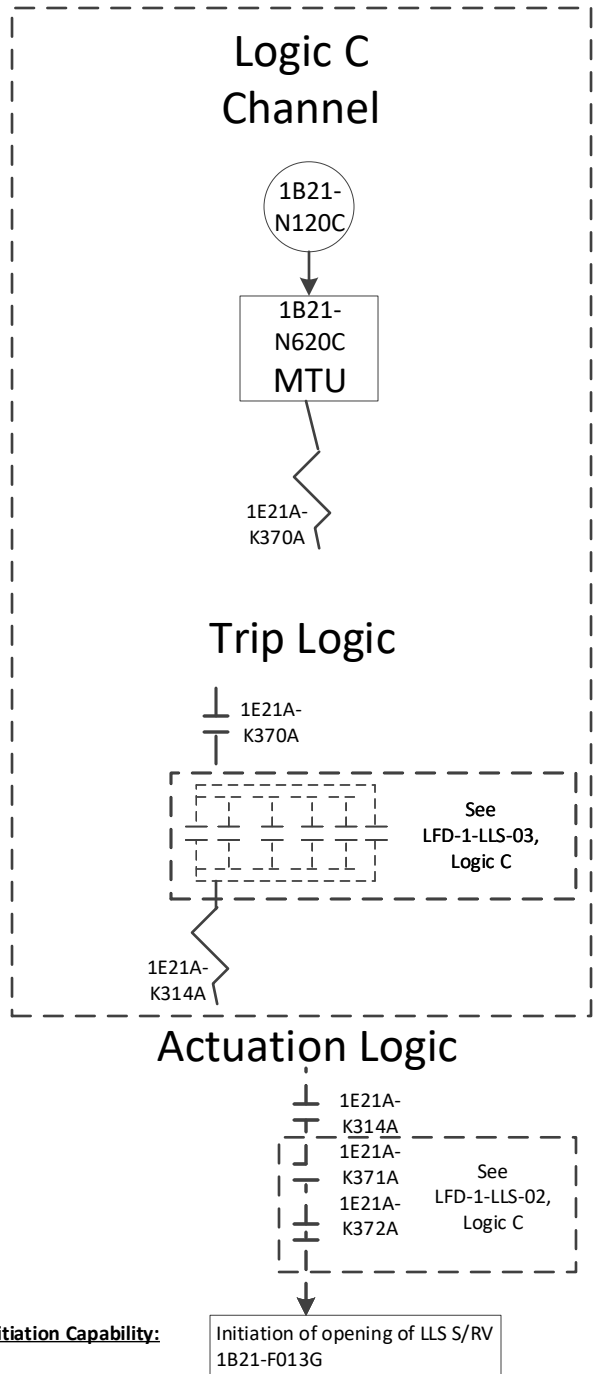 Logic C
Channel
1B21-
N120C
1B21-
N620C
MTU
1E21A-
K370A
Trip Logic
1E21A-
K370A
See
LFD-1-LLS-03,
Logic C
1E21A-
K314A
Actuation Logic
1E21A-
K314A
1E21A-
K371A
1E21A-
K372A
See
LFD-1-LLS-02,
Logic C
itiation Capability:
Initiation of opening of LLS S/RV
1B21-F013G